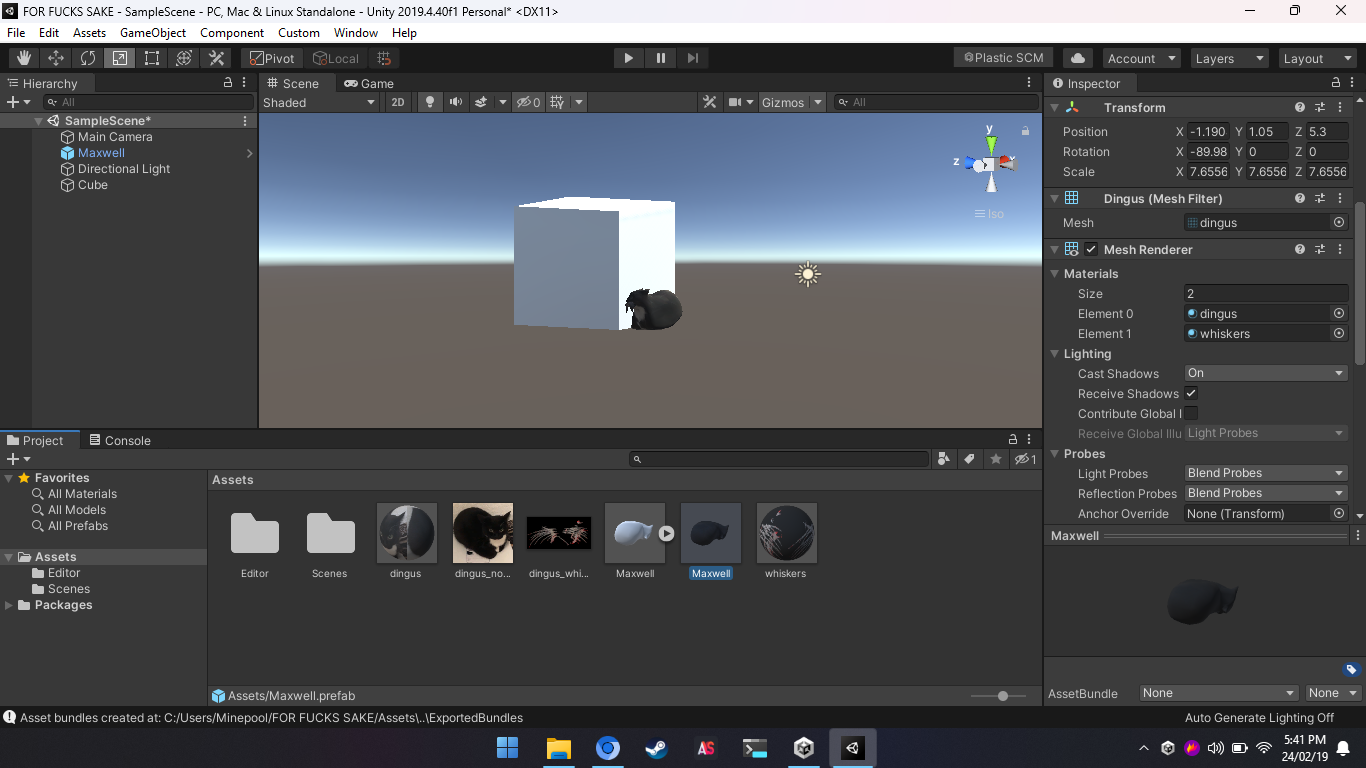 FOR FUCKS SAKE - SampleScene - PC, Mac & Linux Standalone - Unity 2019.4.40f1 Personal* <DX11>
File Edit Assets GameObject Component Custom Window Help
Pivot Local Plastic SCM Account Layers Layout
Hierarchy
All
SampleScene*
Main Camera
Maxwell
Directional Light
Cube
Scene Game
Shaded 2D 0 Gizmos All
y
z
Iso
Inspector
Transform
Position X -1.190 Y 1.05 Z 5.3
Rotation X -89.98 Y 0 Z 0
Scale X 7.6556 Y 7.6556 Z 7.6556
Dingus (Mesh Filter)
Mesh dingus
Mesh Renderer
Materials
Size 2
Element 0 dingus
Element 1 whiskers
Lighting
Cast Shadows On
Receive Shadows
Contribute Global I
Receive Global Illu Light Probes
Probes
Light Probes Blend Probes
Reflection Probes Blend Probes
Anchor Override None (Transform)
Maxwell
AssetBundle None None
Project Console
1
Favorites
All Materials
All Models
All Prefabs
Assets
Editor
Scenes
Packages
Assets
Editor Scenes dingus dingus_no... dingus_whi... Maxwell Maxwell whiskers
Assets/Maxwell.prefab
Asset bundles created at: C:/Users/Minepool/FOR FUCKS SAKE/Assets\..\ExportedBundles
Auto Generate Lighting Off
AS
5:41 PM
24/02/19